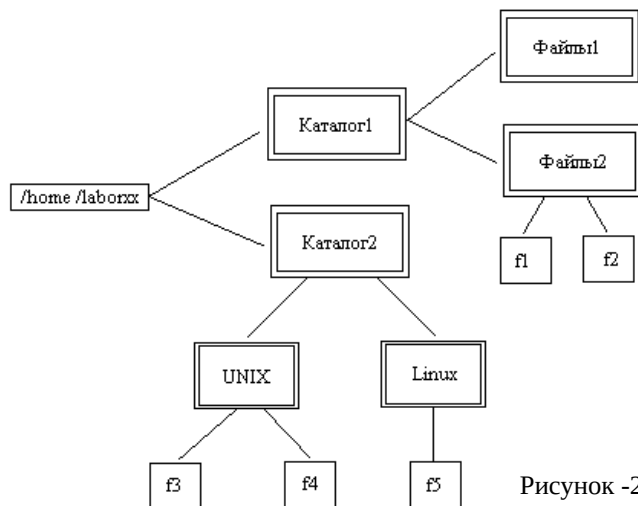 Файлы1
Каталог1
Файлы2
/home /laborxx
Каталог2
f1
f2
UNIX
Linux
f3
f4
f5
Рисунок -2